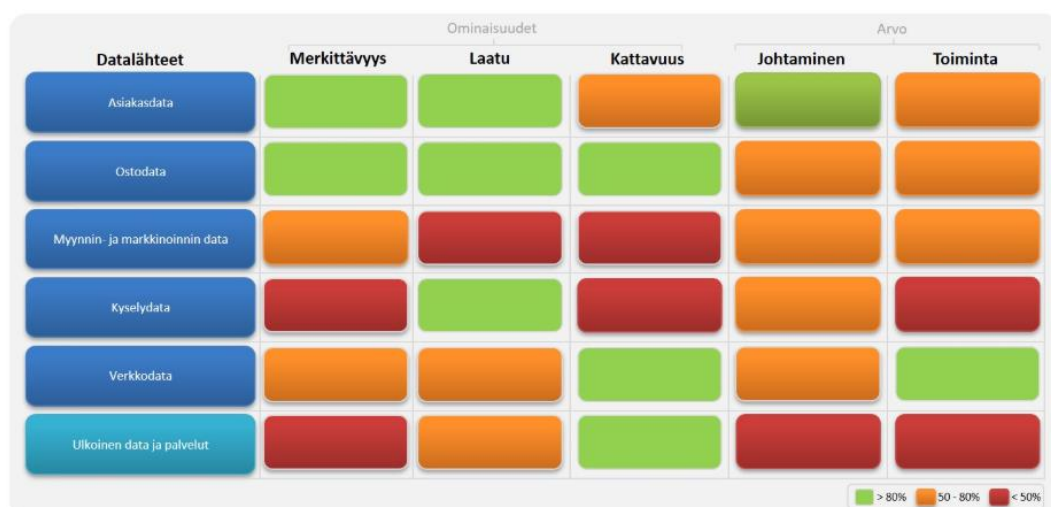 Ominaisuudet Arvo
Datalähteet Merkittävyys Laatu Kattavuus Johtaminen Toiminta
Asiakasdata
Ostodata
Myynnin- ja markkinoinnin data
Kyselydata
Verkkodata
Ulkoinen data ja palvelut
> 80% 50 - 80% < 50%